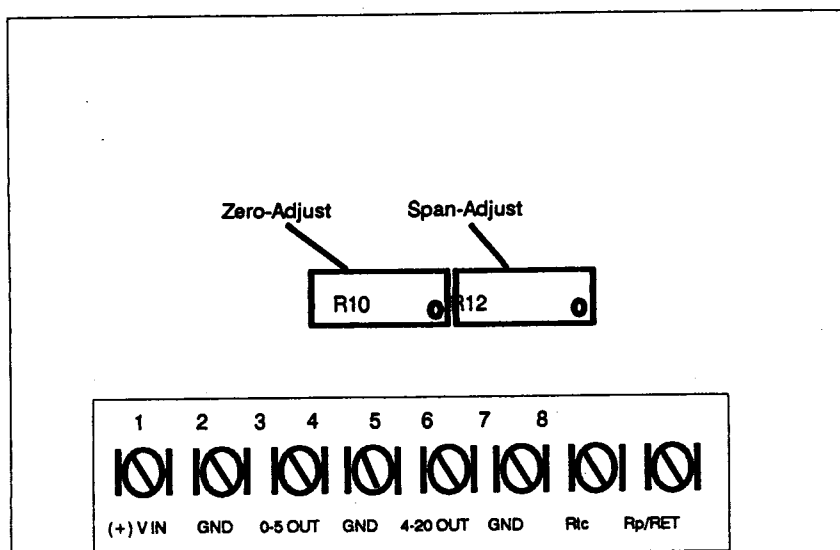 Zero-Adjust Span-Adjust
R10 R12
1 2 3 4 5 6 7 8
(+) V IN GND 0-5 OUT GND 4-20 OUT GND Rtc Rp/RET